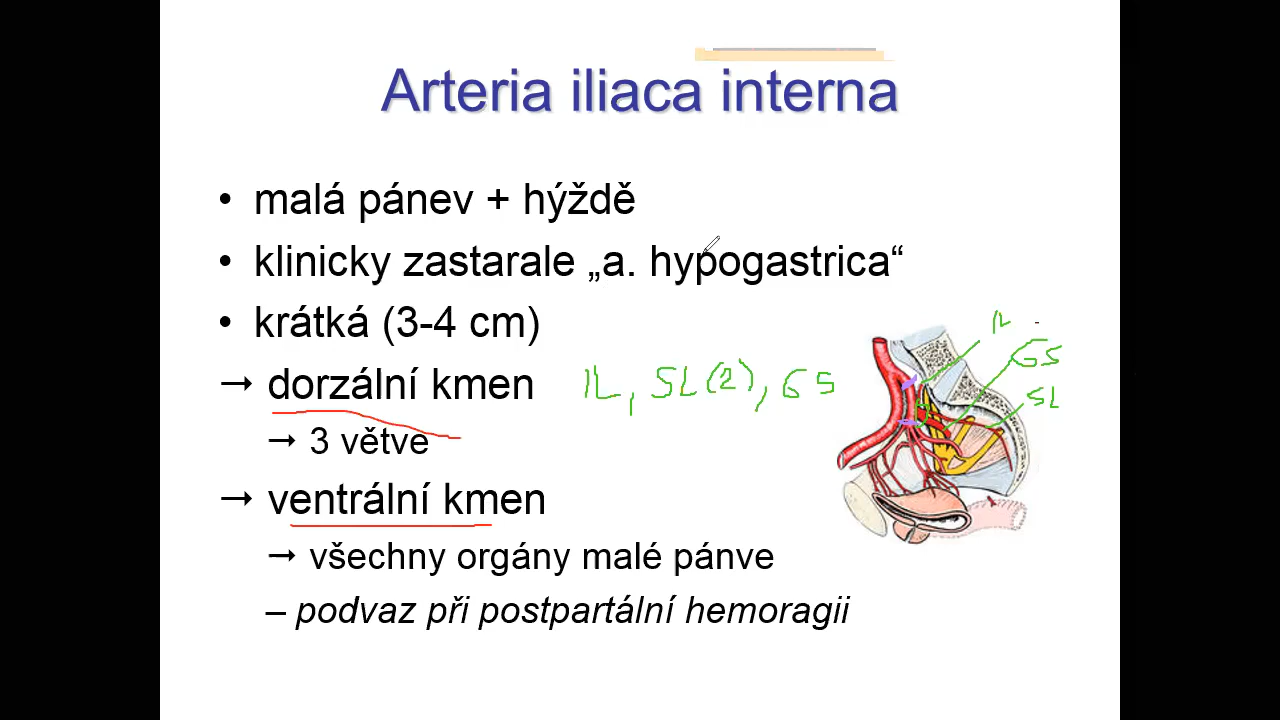 Arteria iliaca interna
• malá pánev + hýždě
• klinicky zastarale „a. hypogastrica“
• krátká (3-4 cm)
→ dorzální kmen IL, SL(2), GS
→ 3 větve
→ ventrální kmen
→ všechny orgány malé pánve
– podvaz při postpartální hemoragii
IL
GS
SL